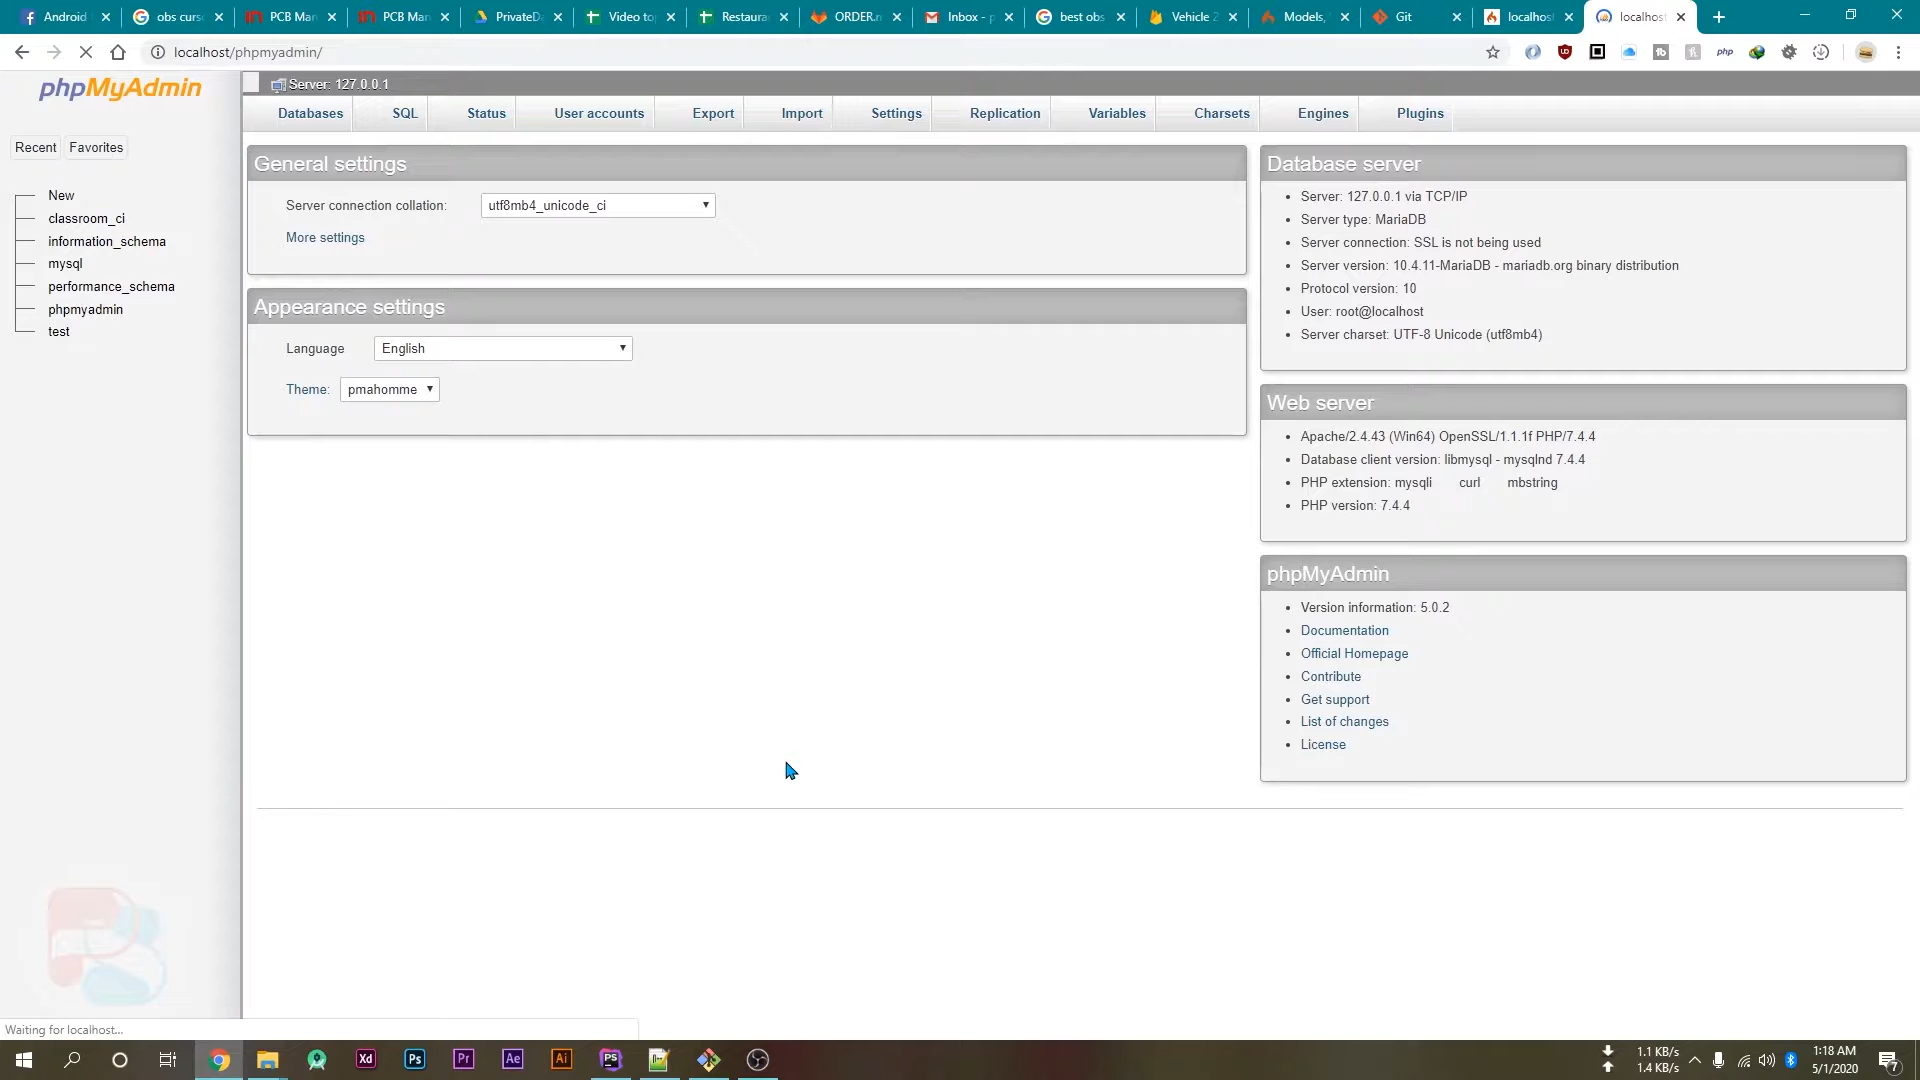 Android
obs curs
PCB Man
PCB Man
PrivateDa
Video to
Restaura
ORDER.m
Inbox - p
best obs
Vehicle 2
Models,
Git
localhos
localhos
localhost/phpmyadmin/
phpMyAdmin
Recent
Favorites
New
classroom_ci
information_schema
mysql
performance_schema
phpmyadmin
test
Server: 127.0.0.1
Databases
SQL
Status
User accounts
Export
Import
Settings
Replication
Variables
Charsets
Engines
Plugins
General settings
Server connection collation:
utf8mb4_unicode_ci
More settings
Appearance settings
Language
English
Theme:
pmahomme
Database server
Server: 127.0.0.1 via TCP/IP
Server type: MariaDB
Server connection: SSL is not being used
Server version: 10.4.11-MariaDB - mariadb.org binary distribution
Protocol version: 10
User: root@localhost
Server charset: UTF-8 Unicode (utf8mb4)
Web server
Apache/2.4.43 (Win64) OpenSSL/1.1.1f PHP/7.4.4
Database client version: libmysql - mysqlnd 7.4.4
PHP extension: mysqli curl mbstring
PHP version: 7.4.4
phpMyAdmin
Version information: 5.0.2
Documentation
Official Homepage
Contribute
Get support
List of changes
License
Waiting for localhost...
Xd
Ps
Pr
Ae
Ai
PS
1.1 KB/s
1.4 KB/s
1:18 AM
5/1/2020
7